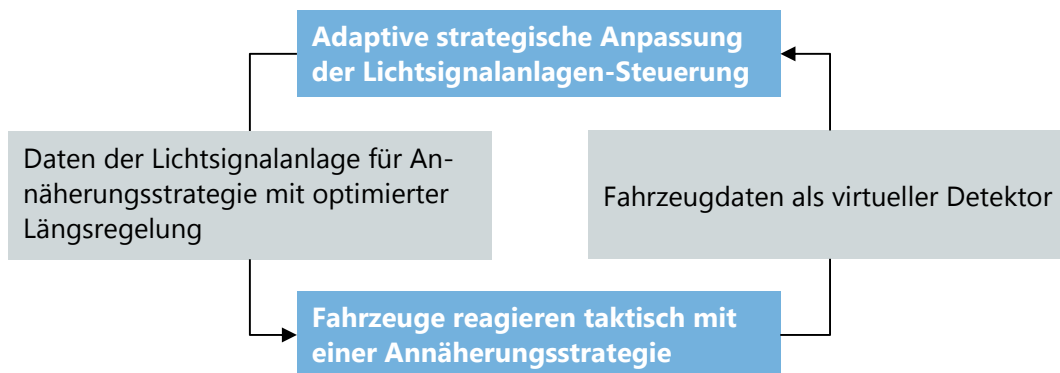 Adaptive strategische Anpassung
der Lichtsignalanlagen-Steuerung
Daten der Lichtsignalanlage für An-
näherungsstrategie mit optimierter
Längsregelung
Fahrzeugdaten als virtueller Detektor
Fahrzeuge reagieren taktisch mit
einer Annäherungsstrategie